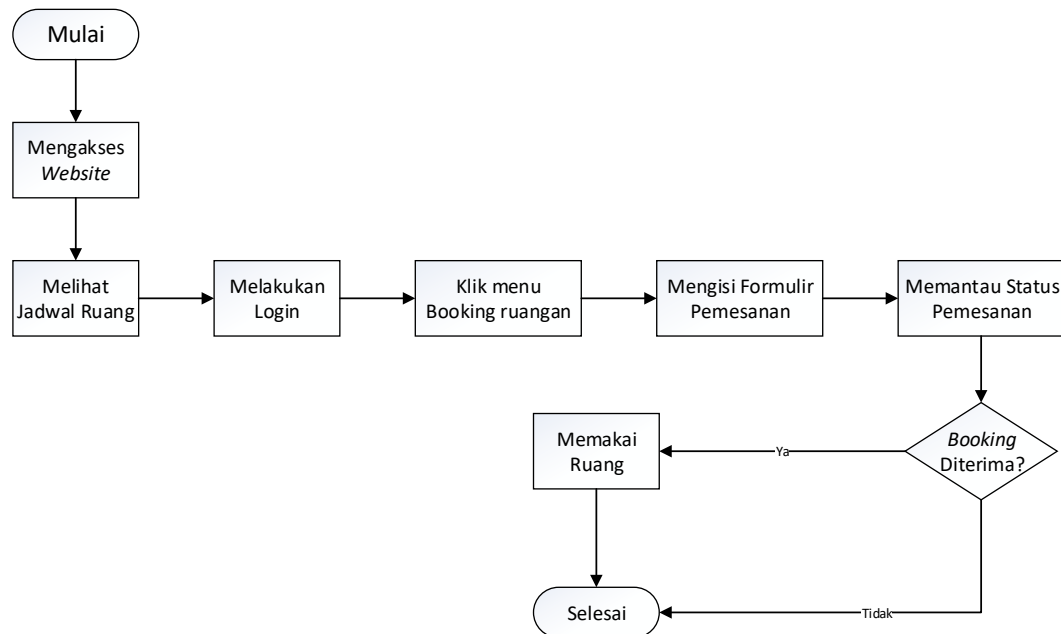 Mulai
Mengakses
Website
Melihat
Jadwal Ruang
Melakukan
Login
Klik menu
Booking ruangan
Mengisi Formulir
Pemesanan
Memantau Status
Pemesanan
Booking
Diterima?
Ya
Memakai
Ruang
Tidak
Selesai